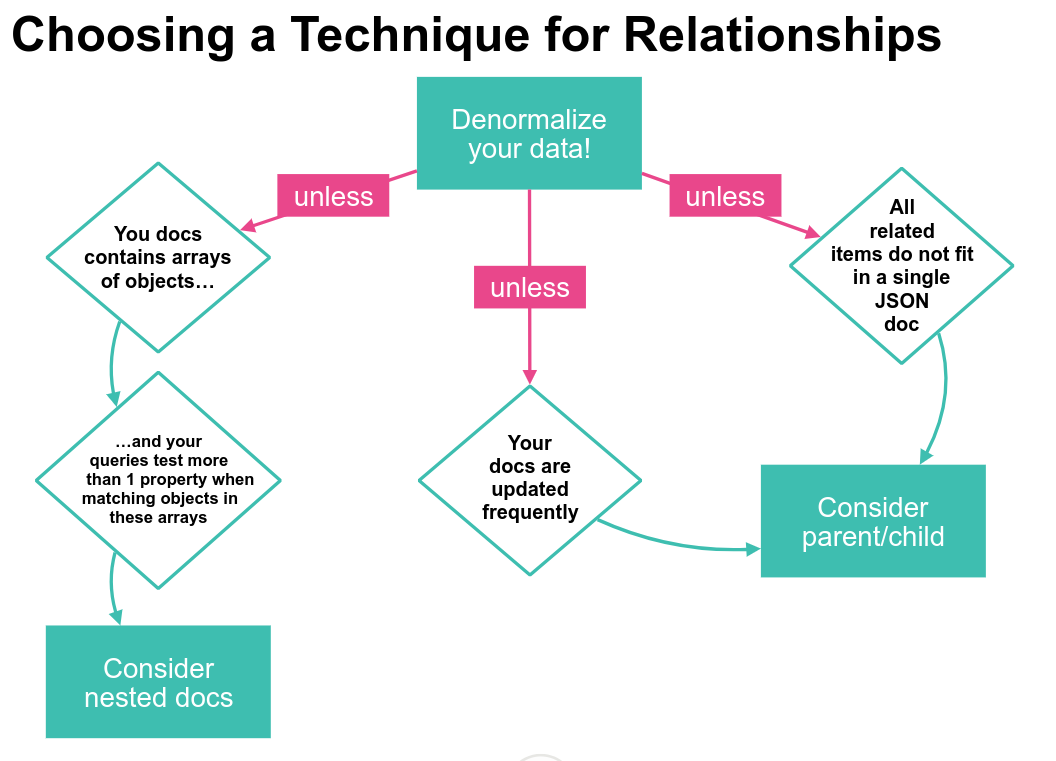 Choosing a Technique for Relationships
Denormalize
your data!
unless
unless
unless
You docs
contains arrays
of objects…
All
related
items do not fit
in a single
JSON
doc
…and your
queries test more
than 1 property when
matching objects in
these arrays
Your
docs are
updated
frequently
Consider
parent/child
Consider
nested docs